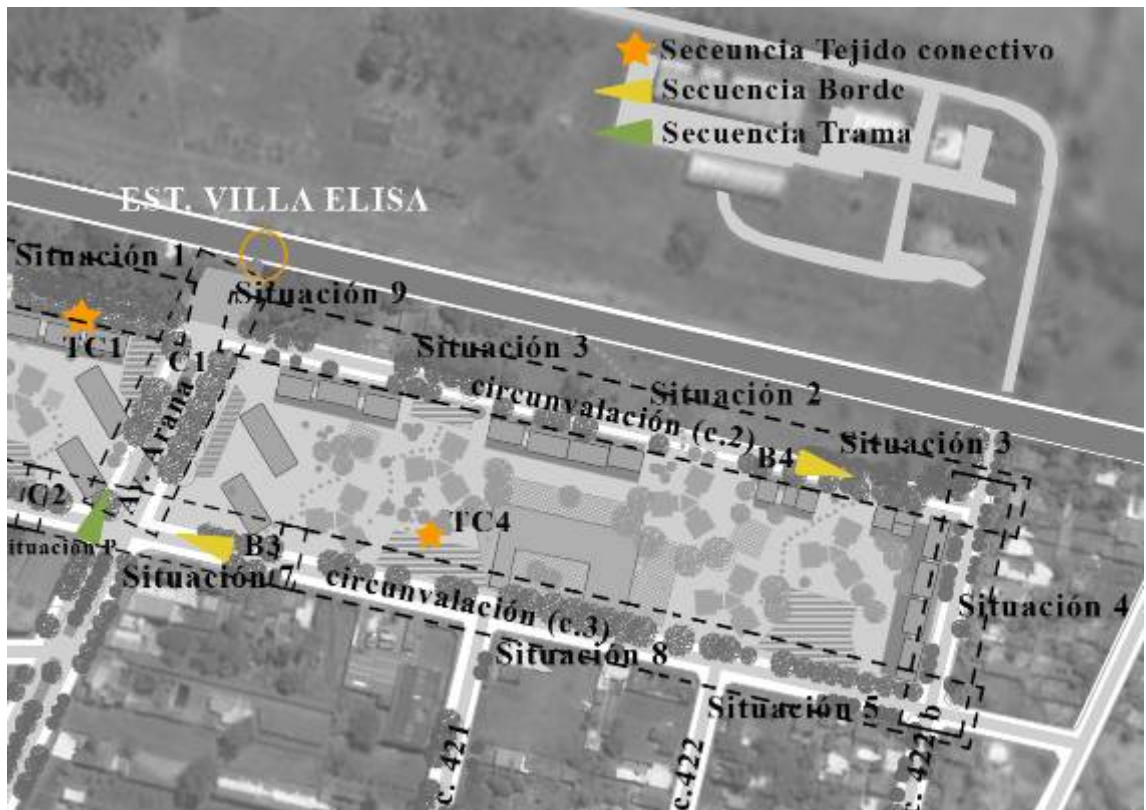 Seceuncia Tejido conectivo
Secuencia Borde
Secuencia Trama
EST. VILLA ELISA
Situación 1
Situación 9
TC1
C1
Situación 3
Situación 2
circunvalación (c.2)
Situación 3
B4
Av. Arana
C2
TC4
ituación P
B3
Situación 7
circunvalación (c.3)
Situación 4
Situación 8
Situación 5
c. 421
c.422
c. 422 b